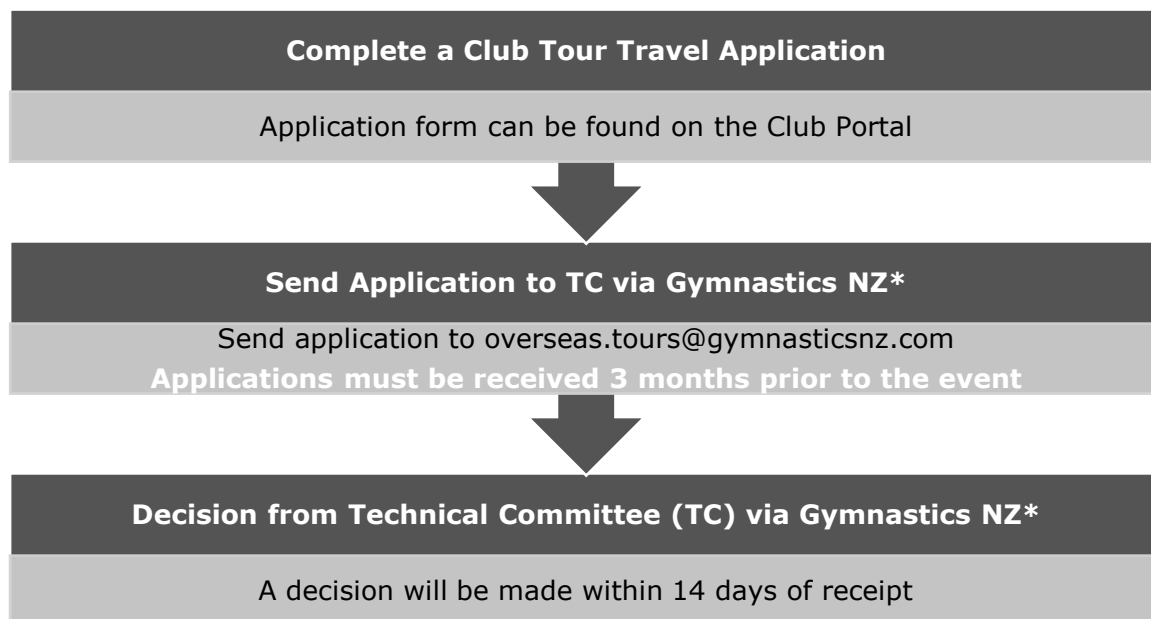 Complete a Club Tour Travel Application
Application form can be found on the Club Portal
Send Application to TC via Gymnastics NZ*
Send application to overseas.tours@gymnasticsnz.com
Applications must be received 3 months prior to the event
Decision from Technical Committee (TC) via Gymnastics NZ*
A decision will be made within 14 days of receipt